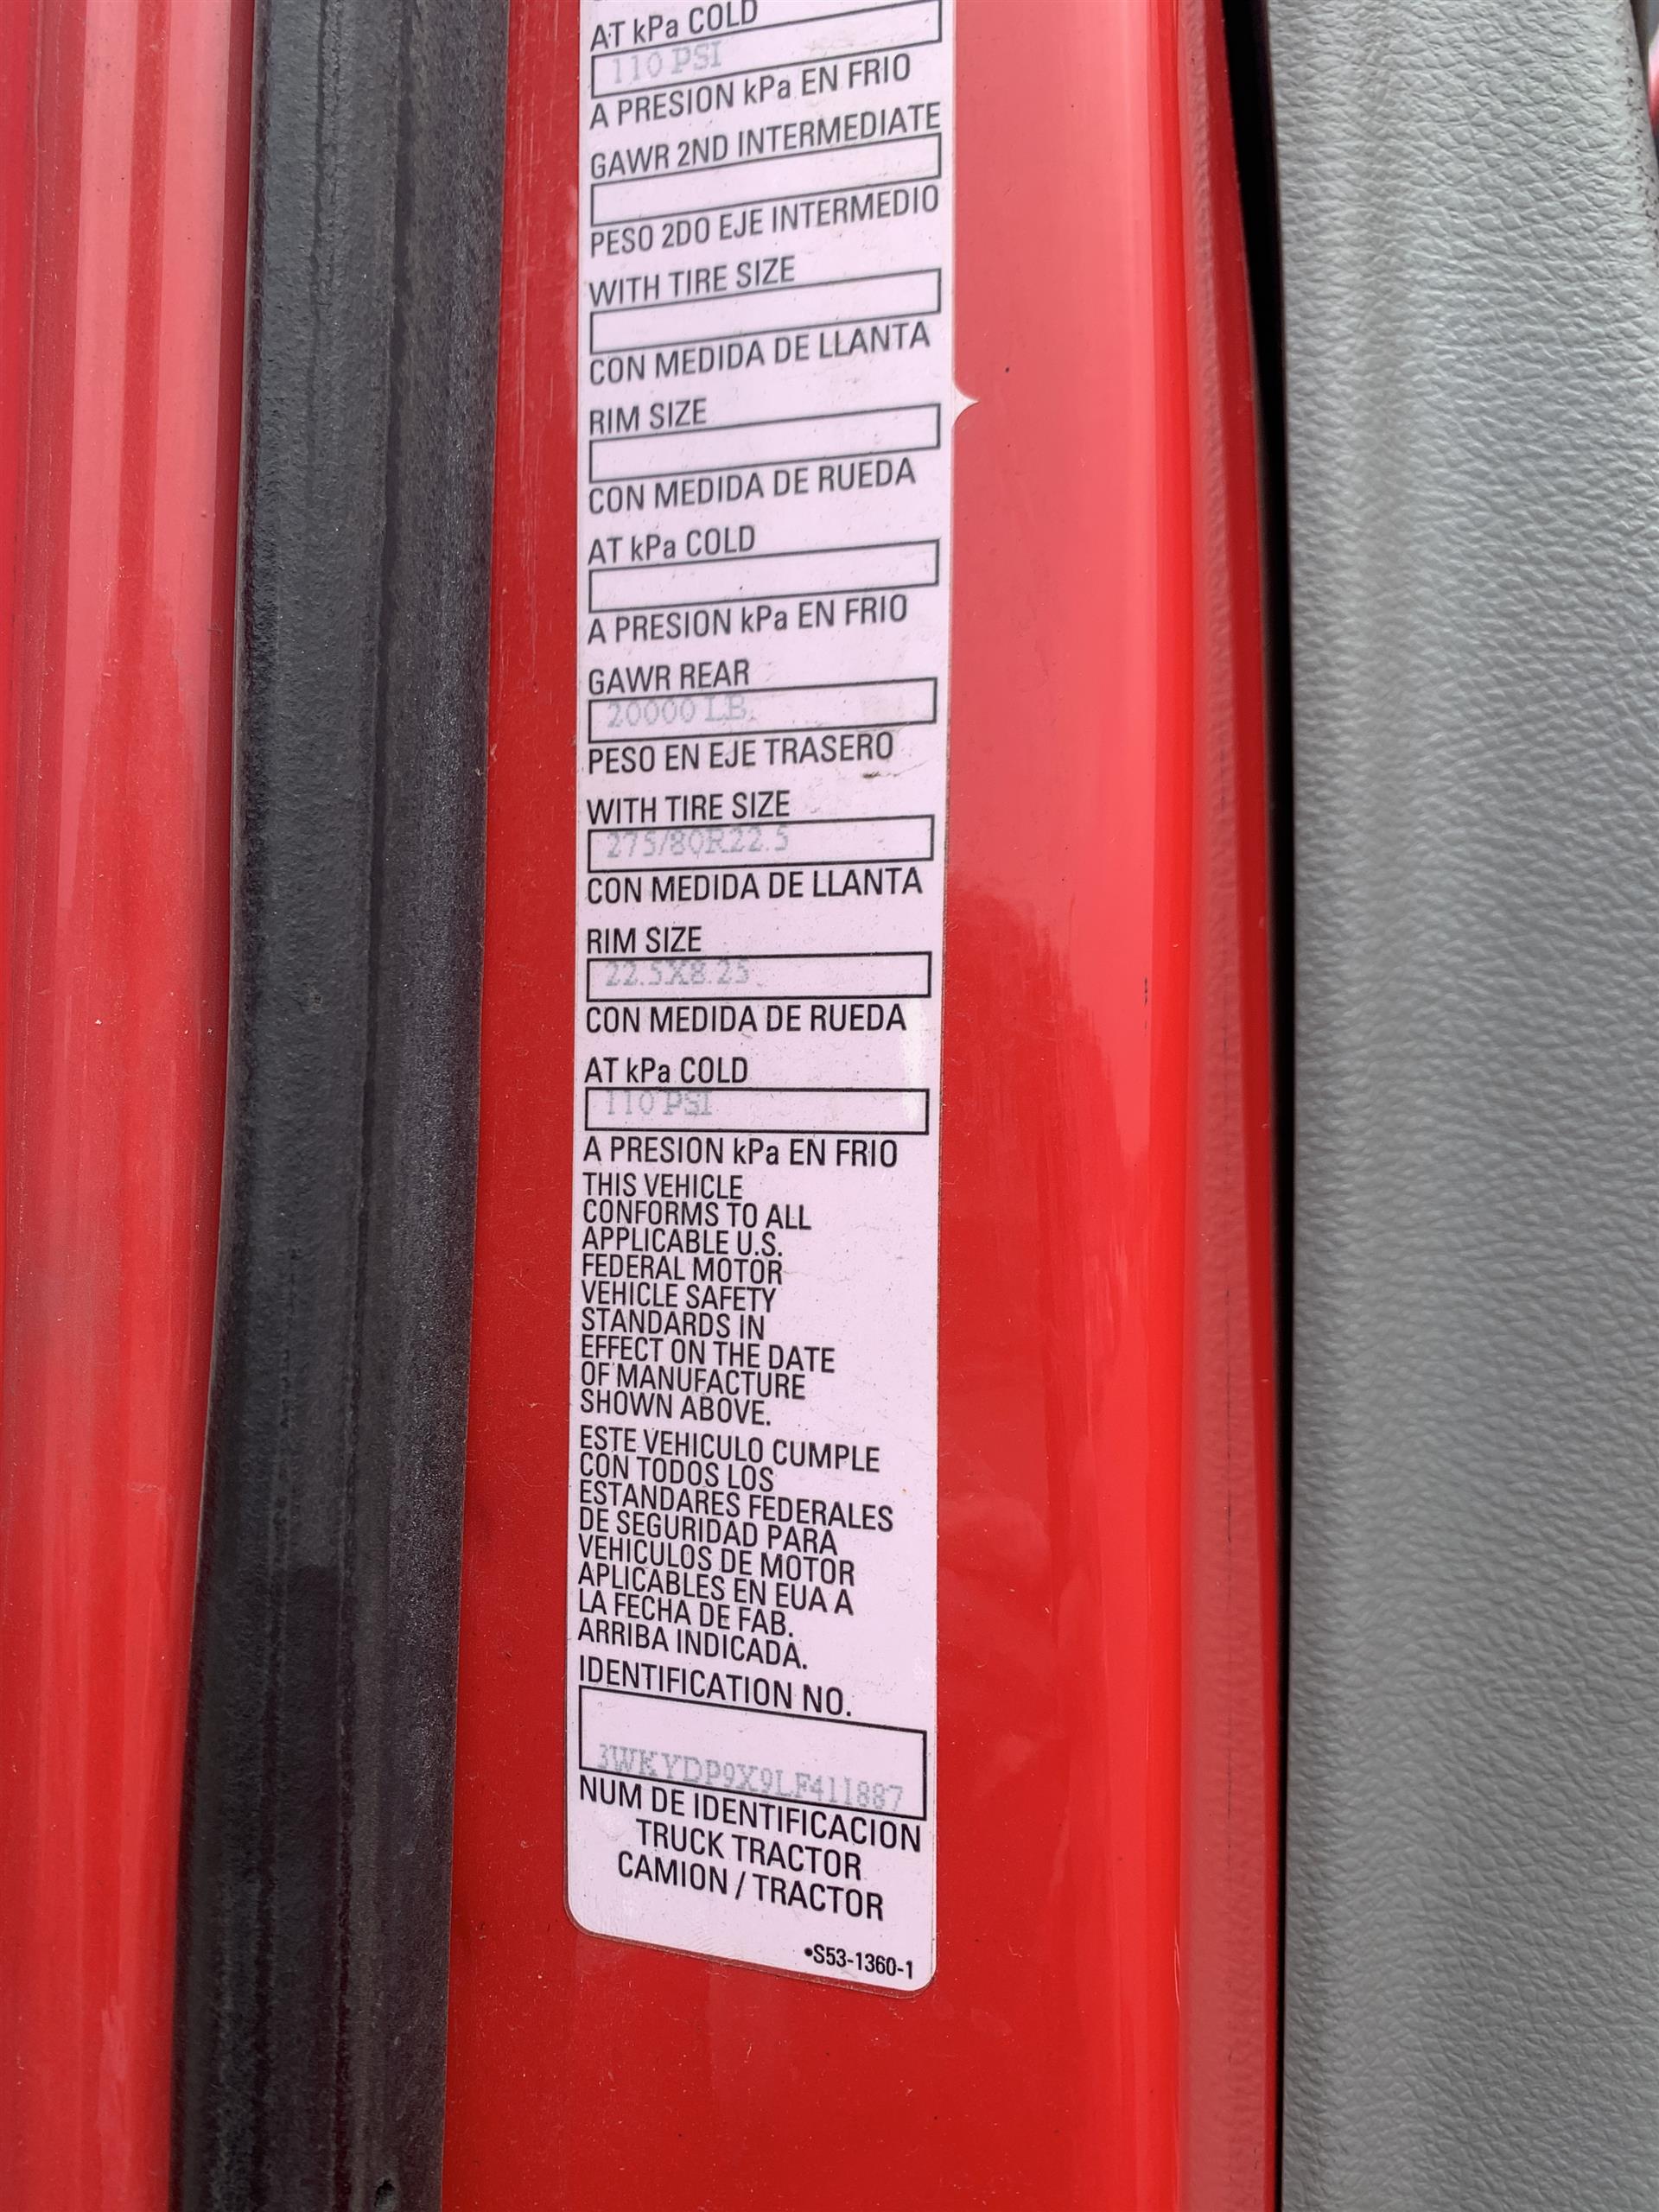 AT kPa COLD
110 PSI
A PRESION kPa EN FRIO
GAWR 2ND INTERMEDIATE
PESO 2DO EJE INTERMEDIO
WITH TIRE SIZE
CON MEDIDA DE LLANTA
RIM SIZE
CON MEDIDA DE RUEDA
AT kPa COLD
A PRESION kPa EN FRIO
GAWR REAR
20000 LB
PESO EN EJE TRASERO
WITH TIRE SIZE
275/80R22.5
CON MEDIDA DE LLANTA
RIM SIZE
22.5X8.25
CON MEDIDA DE RUEDA
AT kPa COLD
110 PSI
A PRESION kPa EN FRIO
THIS VEHICLE
CONFORMS TO ALL
APPLICABLE U.S.
FEDERAL MOTOR
VEHICLE SAFETY
STANDARDS IN
EFFECT ON THE DATE
OF MANUFACTURE
SHOWN ABOVE.
ESTE VEHICULO CUMPLE
CON TODOS LOS
ESTANDARES FEDERALES
DE SEGURIDAD PARA
VEHICULOS DE MOTOR
APLICABLES EN EUA A
LA FECHA DE FAB.
ARRIBA INDICADA.
IDENTIFICATION NO.
3WKYDP9X9LF411887
NUM DE IDENTIFICACION
TRUCK TRACTOR
CAMION / TRACTOR
•S53-1360-1